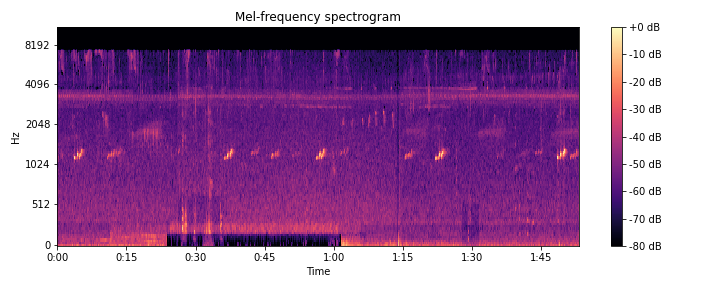 Mel-frequency spectrogram
Hz
8192
4096
2048
1024
512
0
0:00 0:15 0:30 0:45 1:00 1:15 1:30 1:45
Time
+0 dB
-10 dB
-20 dB
-30 dB
-40 dB
-50 dB
-60 dB
-70 dB
-80 dB